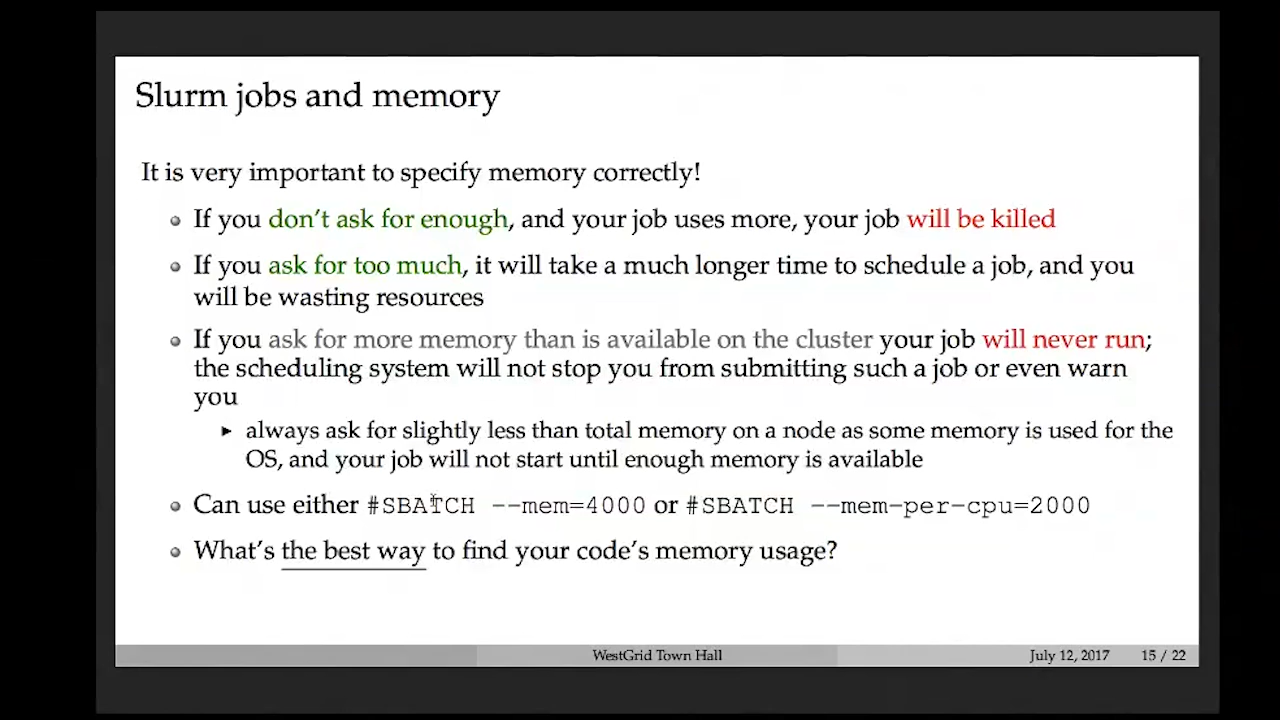 Slurm jobs and memory
It is very important to specify memory correctly!
If you don't ask for enough, and your job uses more, your job will be killed
If you ask for too much, it will take a much longer time to schedule a job, and you
will be wasting resources
If you ask for more memory than is available on the cluster your job will never run;
the scheduling system will not stop you from submitting such a job or even warn
you
always ask for slightly less than total memory on a node as some memory is used for the
OS, and your job will not start until enough memory is available
Can use either #SBATCH --mem=4000 or #SBATCH --mem-per-cpu=2000
What's the best way to find your code's memory usage?
WestGrid Town Hall July 12, 2017 15 / 22